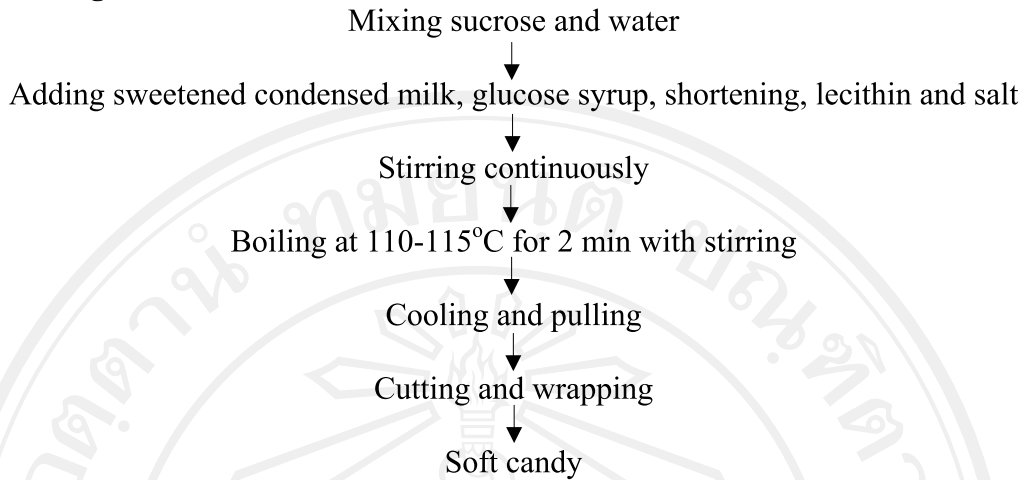 Mixing sucrose and water
Adding sweetened condensed milk, glucose syrup, shortening, lecithin and salt
Stirring continuously
Boiling at 110-115°C for 2 min with stirring
Cooling and pulling
Cutting and wrapping
Soft candy